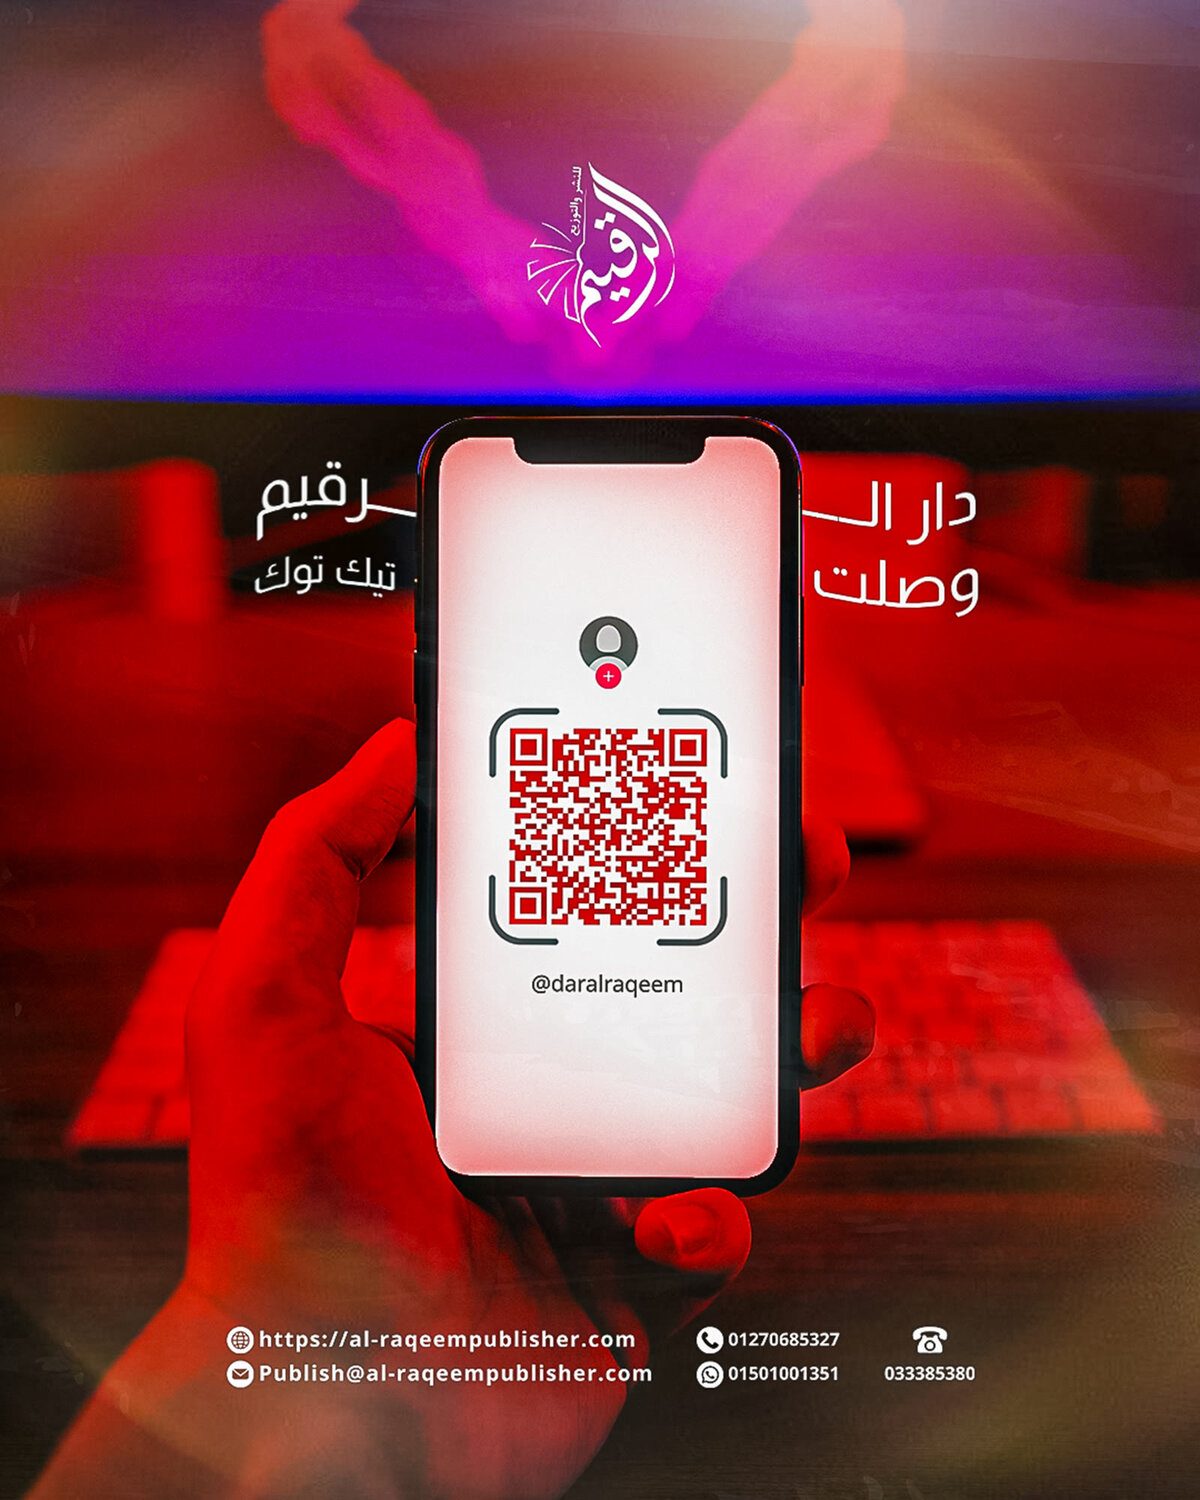 الرقيم
للنشر والتوزيع
دار الـــرقيم
وصلت تيك توك
@daralraqeem
https://al-raqeempublisher.com
Publish@al-raqeempublisher.com
01270685327
01501001351
033385380